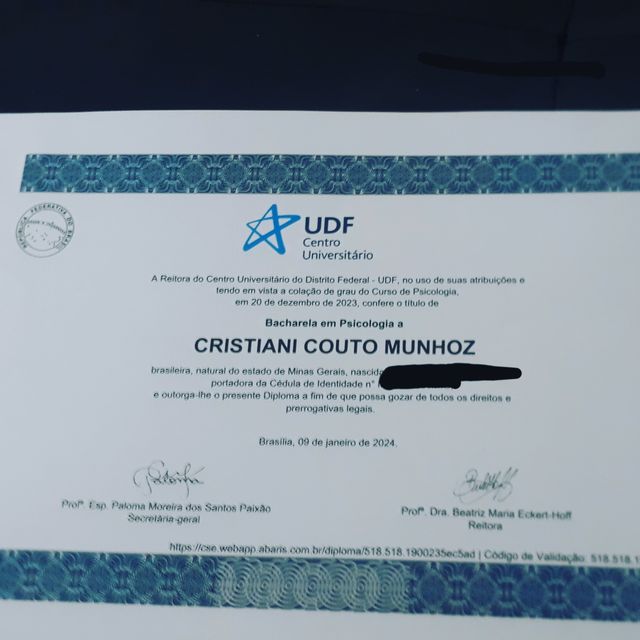 REPÚBLICA FEDERATIVA DO BRASIL
UDF
Centro
Universitário
A Reitora do Centro Universitário do Distrito Federal - UDF, no uso de suas atribuições e
tendo em vista a colação de grau do Curso de Psicologia,
em 20 de dezembro de 2023, confere o título de
Bacharela em Psicologia a
CRISTIANI COUTO MUNHOZ
brasileira, natural do estado de Minas Gerais, nascida
portadora da Cédula de Identidade n°
e outorga-lhe o presente Diploma a fim de que possa gozar de todos os direitos e
prerrogativas legais.
Brasília, 09 de janeiro de 2024.
Profª. Esp. Paloma Moreira dos Santos Paixão
Secretária-geral
Profª. Dra. Beatriz Maria Eckert-Hoff
Reitora
https://cse.webapp.abaris.com.br/diploma/518.518.1900235ec5ad | Código de Validação: 518.518.1